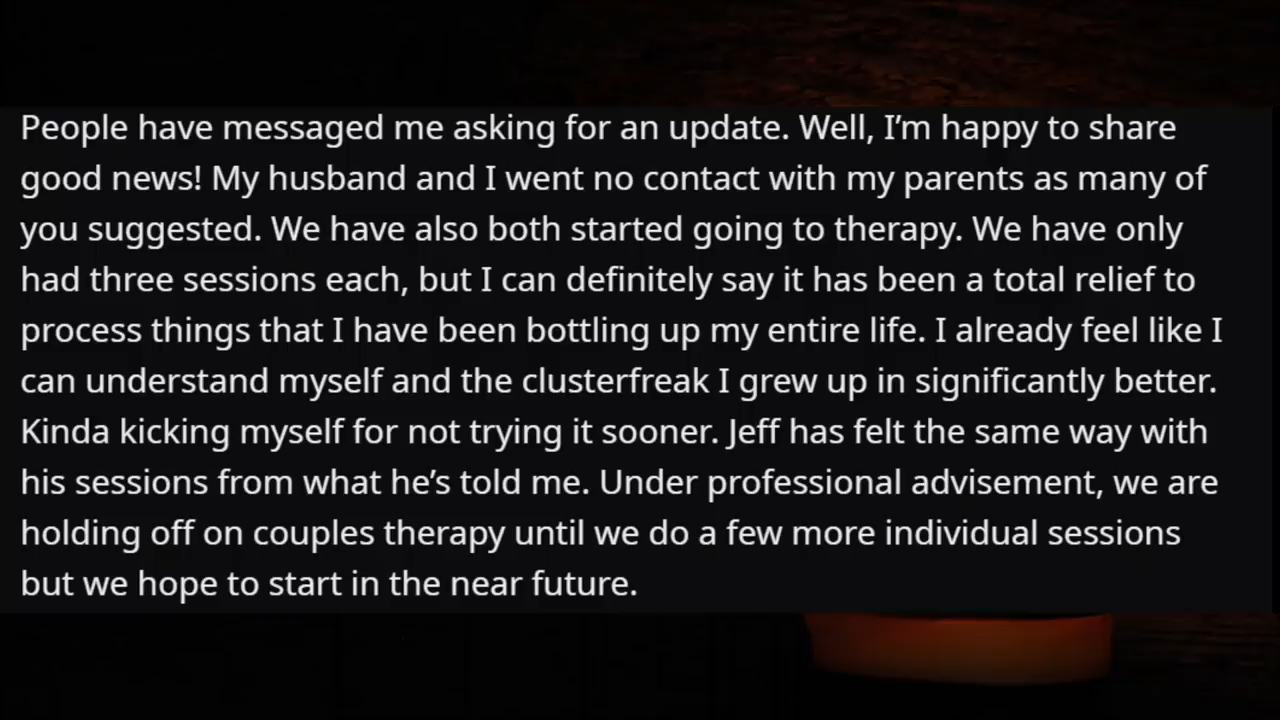 People have messaged me asking for an update. Well, I’m happy to share
good news! My husband and I went no contact with my parents as many of
you suggested. We have also both started going to therapy. We have only
had three sessions each, but I can definitely say it has been a total relief to
process things that I have been bottling up my entire life. I already feel like I
can understand myself and the clusterfreak I grew up in significantly better.
Kinda kicking myself for not trying it sooner. Jeff has felt the same way with
his sessions from what he’s told me. Under professional advisement, we are
holding off on couples therapy until we do a few more individual sessions
but we hope to start in the near future.